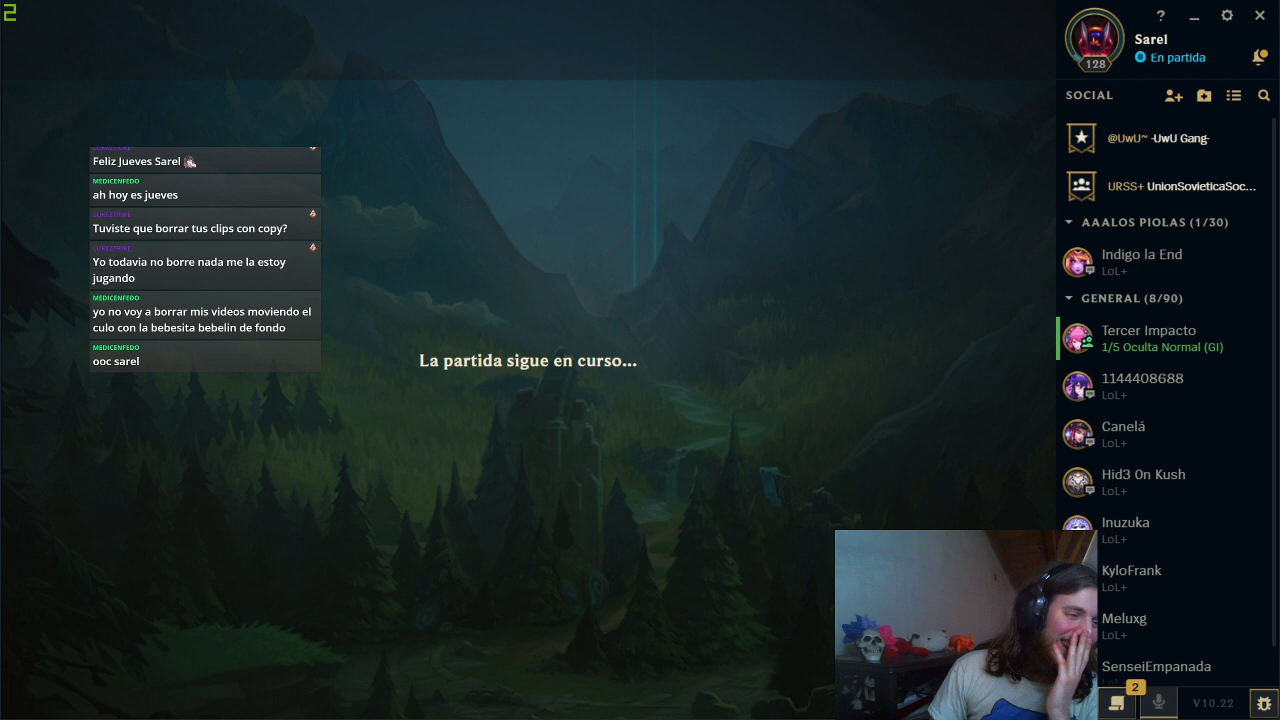 2
?
Sarel
128
En partida
SOCIAL
@UwU~ -UwU Gang-
URSS+ UnionSovieticaSoc...
AAALOS PIOLAS (1/30)
Indigo la End
LoL+
GENERAL (8/90)
Tercer Impacto
1/5 Oculta Normal (GI)
1144408688
LoL+
Canelá
LoL+
Hid3 0n Kush
LoL+
Inuzuka
LoL+
KyloFrank
LoL+
Meluxg
LoL+
SenseiEmpanada
2
V10.22
Feliz Jueves Sarel
MEDICENFEDO
ah hoy es jueves
Tuviste que borrar tus clips con copy?
Yo todavia no borre nada me la estoy
jugando
MEDICENFEDO
yo no voy a borrar mis videos moviendo el
culo con la bebesita bebelin de fondo
MEDICENFEDO
ooc sarel
La partida sigue en curso...